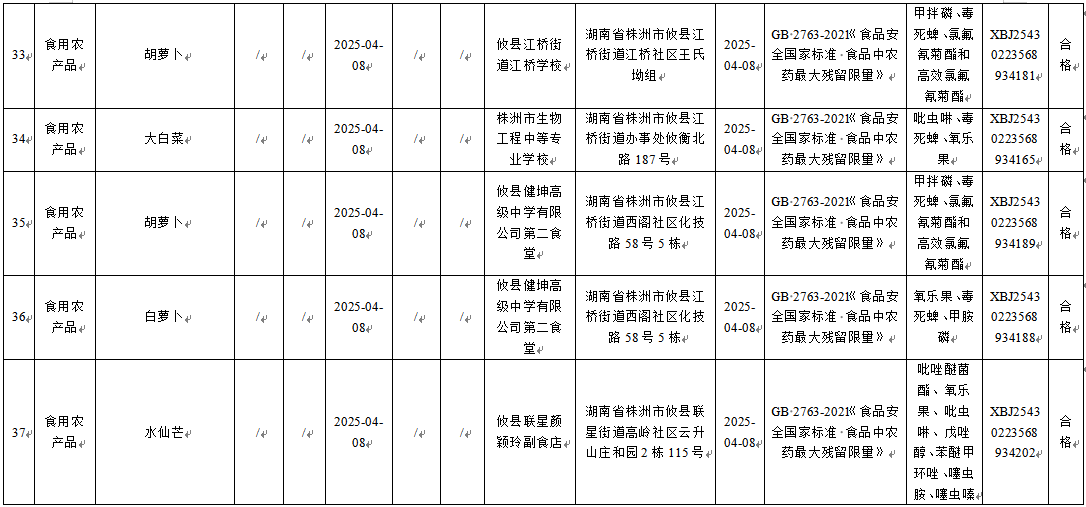 33 食用农产品 胡萝卜 / / 2025-04-08 / / 攸县江桥街道江桥学校 湖南省株洲市攸县江桥街道江桥社区王氏坳组 2025-04-08 GB·2763-2021《食品安全国家标准·食品中农药最大残留限量》 甲拌磷、毒死蜱、氯氟氰菊酯和高效氯氟氰菊酯 XBJ25430223568934181 合格
34 食用农产品 大白菜 / / 2025-04-08 / / 株洲市生物工程中等专业学校 湖南省株洲市攸县江桥街道办事处攸衡北路 187 号 2025-04-08 GB·2763-2021《食品安全国家标准·食品中农药最大残留限量》 吡虫啉、毒死蜱、氧乐果 XBJ25430223568934165 合格
35 食用农产品 胡萝卜 / / 2025-04-08 / / 攸县健坤高级中学有限公司第二食堂 湖南省株洲市攸县江桥街道西阁社区化技路 58 号 5 栋 2025-04-08 GB·2763-2021《食品安全国家标准·食品中农药最大残留限量》 甲拌磷、毒死蜱、氯氟氰菊酯和高效氯氟氰菊酯 XBJ25430223568934189 合格
36 食用农产品 白萝卜 / / 2025-04-08 / / 攸县健坤高级中学有限公司第二食堂 湖南省株洲市攸县江桥街道西阁社区化技路 58 号 5 栋 2025-04-08 GB·2763-2021《食品安全国家标准·食品中农药最大残留限量》 氧乐果、毒死蜱、甲胺磷 XBJ25430223568934188 合格
37 食用农产品 水仙芒 / / 2025-04-08 / / 攸县联星颜颖玲副食店 湖南省株洲市攸县联星街道高岭社区云升山庄和园 2 栋 115 号 2025-04-08 GB·2763-2021《食品安全国家标准·食品中农药最大残留限量》 吡唑醚菌酯、氧乐果、吡虫啉、戊唑醇、苯醚甲环唑、噻虫胺、噻虫嗪 XBJ25430223568934202 合格